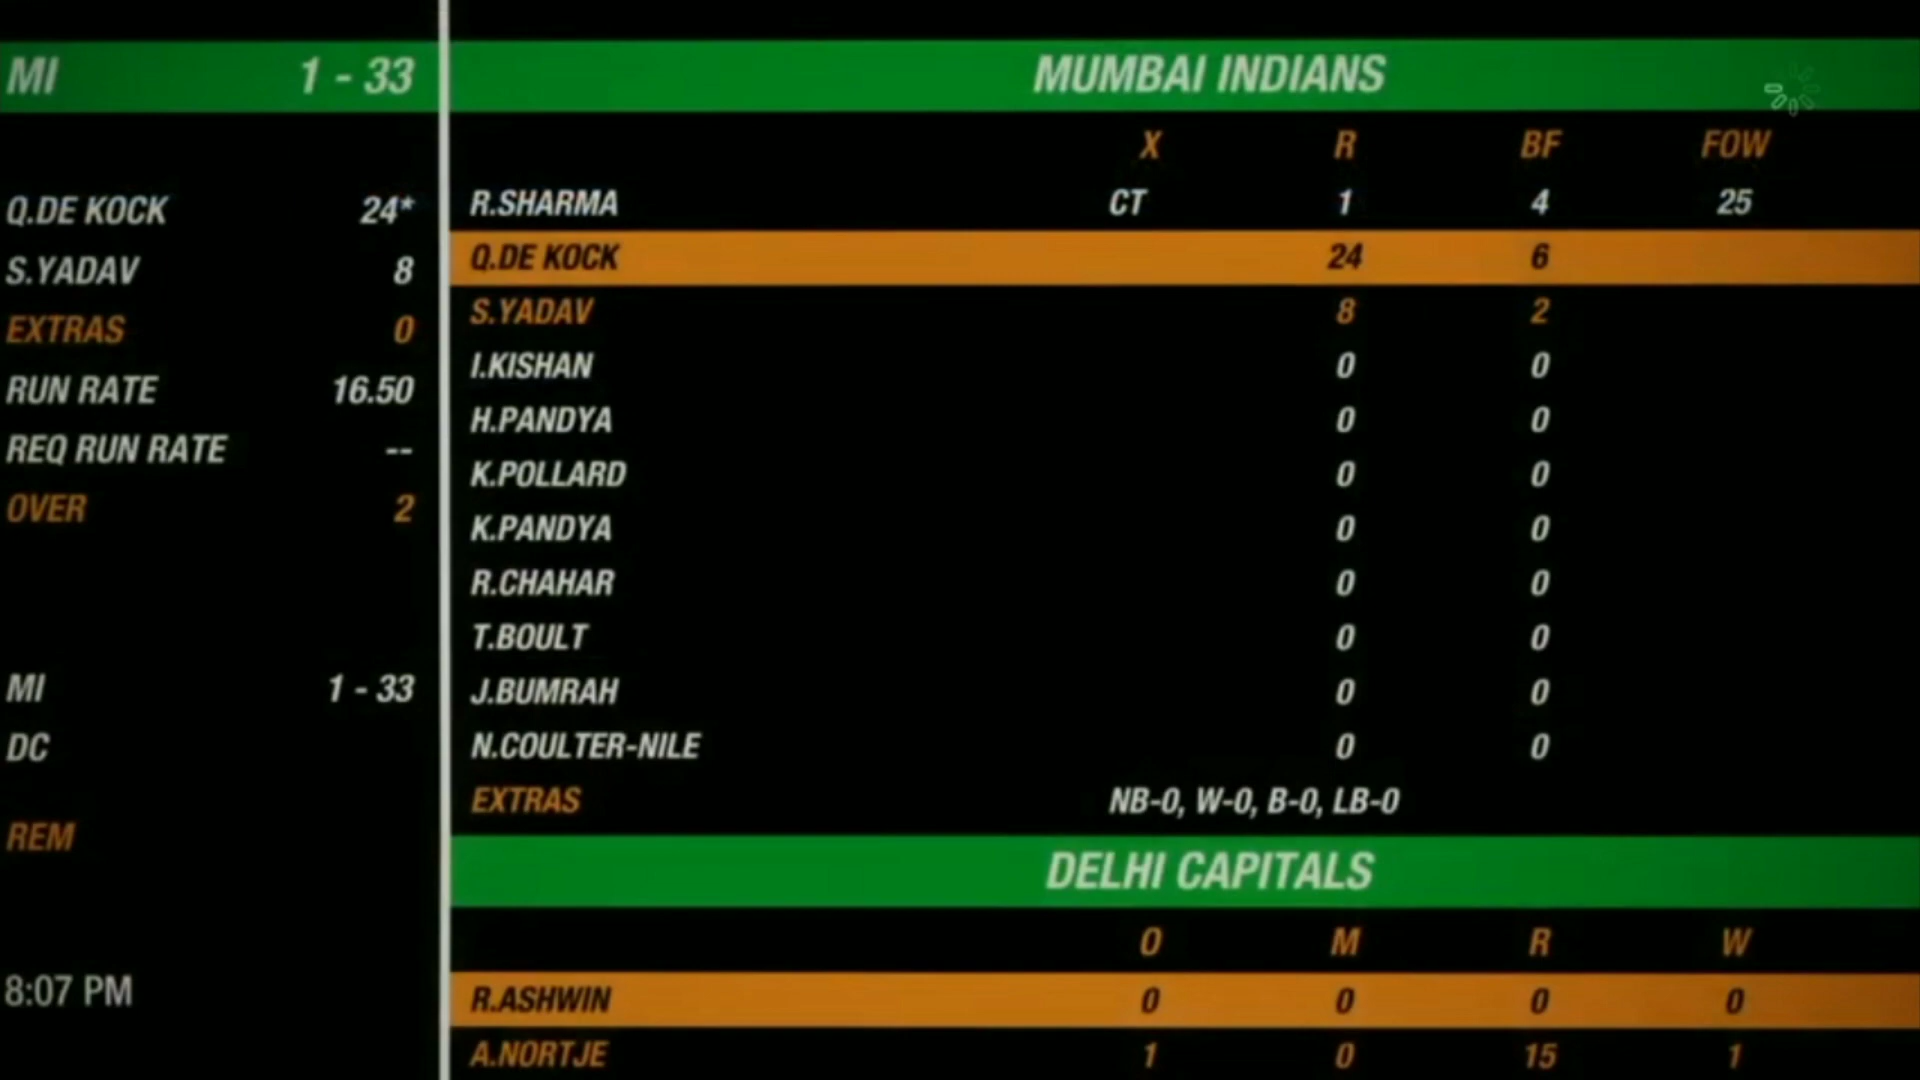 MI 1 - 33
Q.DE KOCK 24*
S.YADAV 8
EXTRAS 0
RUN RATE 16.50
REQ RUN RATE --
OVER 2
MI 1 - 33
DC
REM
8:07 PM
MUMBAI INDIANS
X R BF FOW
R.SHARMA CT 1 4 25
Q.DE KOCK 24 6
S.YADAV 8 2
I.KISHAN 0 0
H.PANDYA 0 0
K.POLLARD 0 0
K.PANDYA 0 0
R.CHAHAR 0 0
T.BOULT 0 0
J.BUMRAH 0 0
N.COULTER-NILE 0 0
EXTRAS NB-0, W-0, B-0, LB-0
DELHI CAPITALS
O M R W
R.ASHWIN 0 0 0 0
A.NORTJE 1 0 15 1